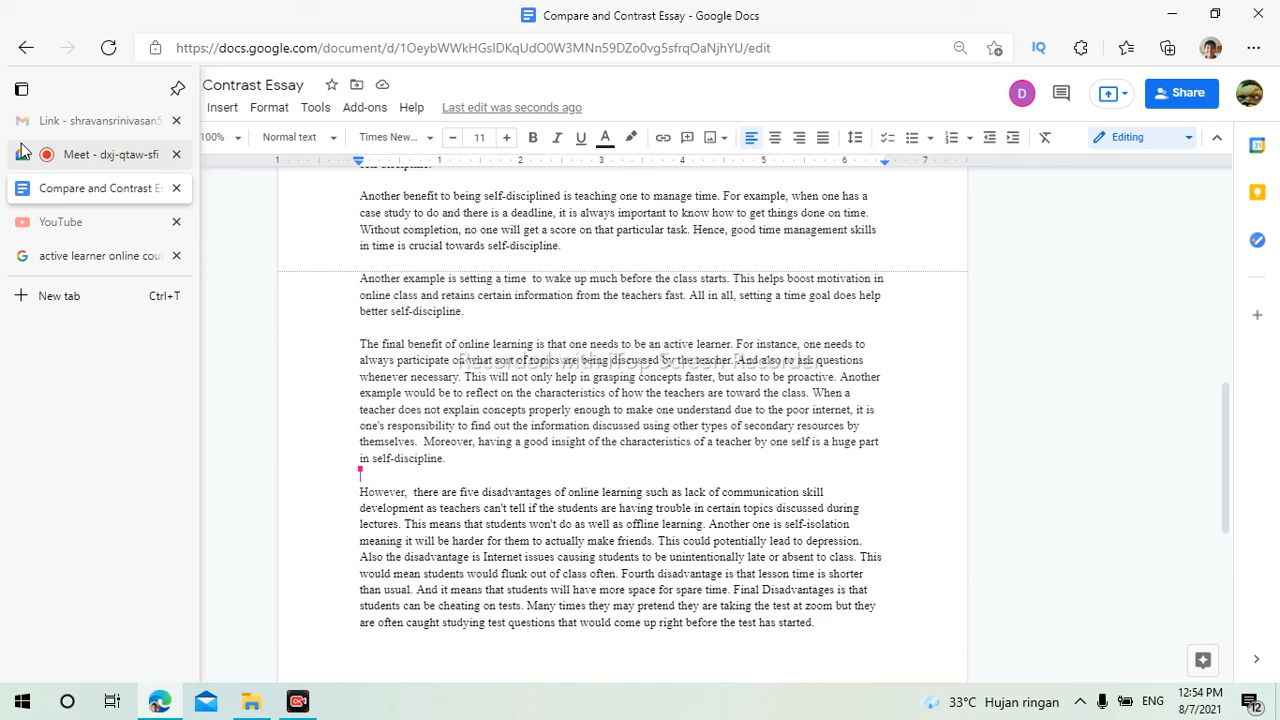 Compare and Contrast Essay - Google Docs
https://docs.google.com/document/d/1OeybWWkHGsIDKqUdO0W3MNn59DZo0vg5sfrqOaNjhYU/edit
IQ
Link - shravansrinivasan5
Meet - dxj-qtaw-sfi
Compare and Contrast E
YouTube
active learner online cou
New tab Ctrl+T
Contrast Essay
Insert Format Tools Add-ons Help Last edit was seconds ago
D
Share
100% Normal text Times New... 11 B I U A Editing
1 1 2 3 4 5 6 7
self-discipline.
Another benefit to being self-disciplined is teaching one to manage time. For example, when one has a
case study to do and there is a deadline, it is always important to know how to get things done on time.
Without completion, no one will get a score on that particular task. Hence, good time management skills
in time is crucial towards self-discipline.
Another example is setting a time  to wake up much before the class starts. This helps boost motivation in
online class and retains certain information from the teachers fast. All in all, setting a time goal does help
better self-discipline.
The final benefit of online learning is that one needs to be an active learner. For instance, one needs to
always participate on what sort of topics are being discussed by the teacher. And also to ask questions
Recorded with iTop Screen Recorder
whenever necessary. This will not only help in grasping concepts faster, but also to be proactive. Another
example would be to reflect on the characteristics of how the teachers are toward the class. When a
teacher does not explain concepts properly enough to make one understand due to the poor internet, it is
one's responsibility to find out the information discussed using other types of secondary resources by
themselves.  Moreover, having a good insight of the characteristics of a teacher by one self is a huge part
in self-discipline.
However,  there are five disadvantages of online learning such as lack of communication skill
development as teachers can't tell if the students are having trouble in certain topics discussed during
lectures. This means that students won't do as well as offline learning. Another one is self-isolation
meaning it will be harder for them to actually make friends. This could potentially lead to depression.
Also the disadvantage is Internet issues causing students to be unintentionally late or absent to class. This
would mean students would flunk out of class often. Fourth disadvantage is that lesson time is shorter
than usual. And it means that students will have more space for spare time. Final Disadvantages is that
students can be cheating on tests. Many times they may pretend they are taking the test at zoom but they
are often caught studying test questions that would come up right before the test has started.
33°C Hujan ringan ENG 12:54 PM
8/7/2021
12